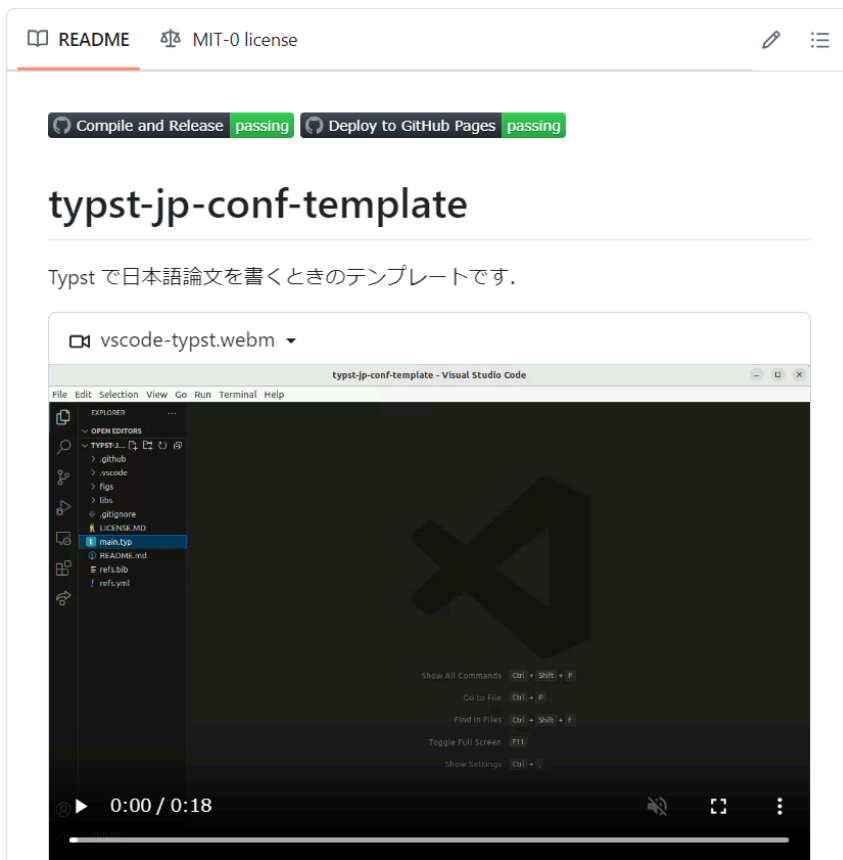 README MIT-0 license
Compile and Release passing Deploy to GitHub Pages passing
typst-jp-conf-template
Typst で日本語論文を書くときのテンプレートです．
vscode-typst.webm
typst-jp-conf-template - Visual Studio Code
File Edit Selection View Go Run Terminal Help
EXPLORER ...
OPEN EDITORS
TYPST-J...
.github
.vscode
figs
libs
.gitignore
LICENSE.MD
main.typ
README.md
refs.bib
refs.yml
Show All Commands Ctrl + Shift + P
Go to File Ctrl + P
Find in Files Ctrl + Shift + F
Toggle Full Screen F11
Show Settings Ctrl + ,
0:00 / 0:18
OUTLINE